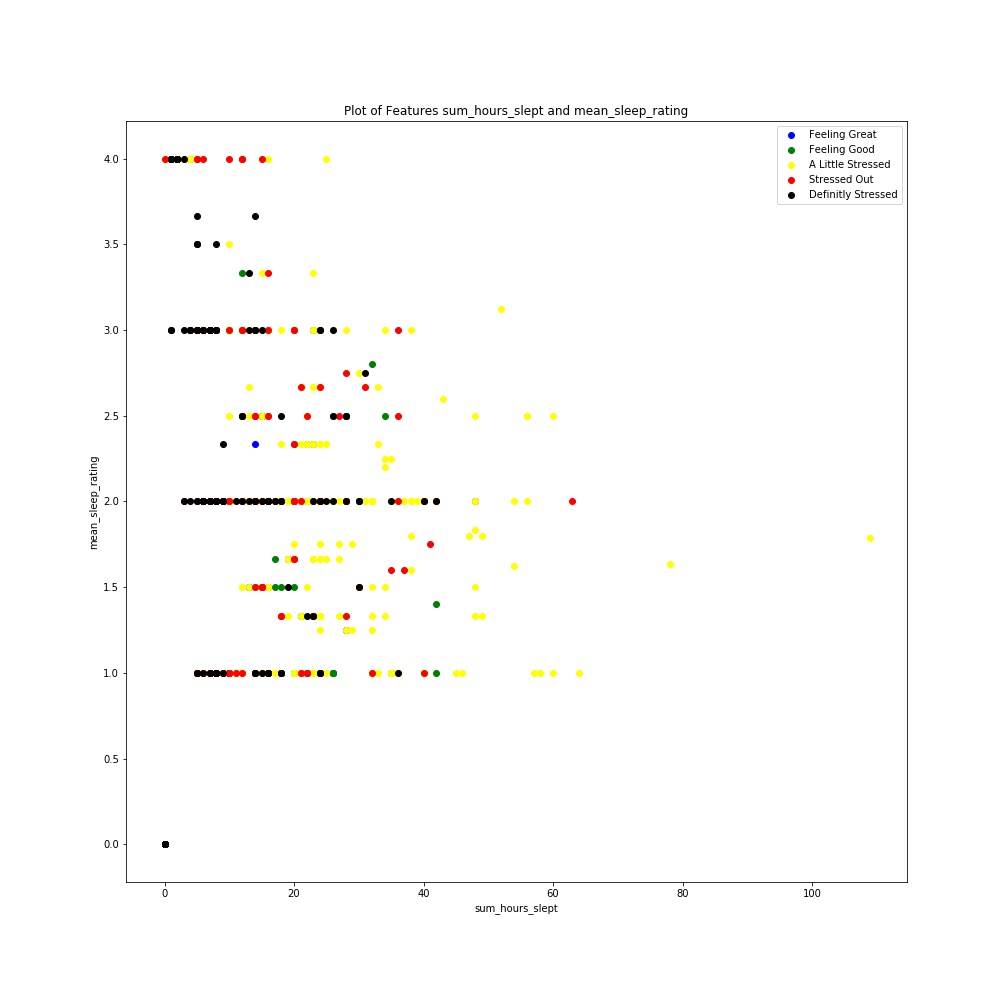 Plot of Features sum_hours_slept and mean_sleep_rating
Feeling Great
Feeling Good
A Little Stressed
Stressed Out
Definitly Stressed
4.0
3.5
3.0
2.5
2.0
1.5
1.0
0.5
0.0
mean_sleep_rating
0 20 40 60 80 100
sum_hours_slept